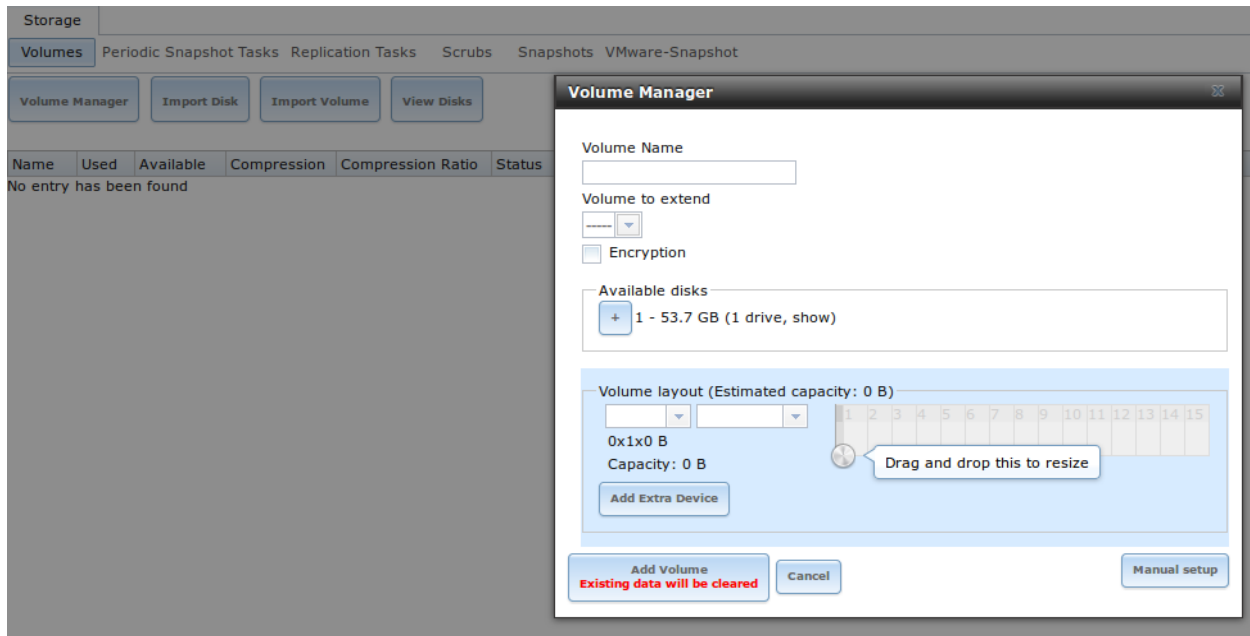 Storage
Volumes Periodic Snapshot Tasks Replication Tasks Scrubs Snapshots VMware-Snapshot
Volume Manager Import Disk Import Volume View Disks
Name Used Available Compression Compression Ratio Status
No entry has been found
Volume Manager
Volume Name
Volume to extend
-----
Encryption
Available disks
+ 1 - 53.7 GB (1 drive, show)
Volume layout (Estimated capacity: 0 B)
1 2 3 4 5 6 7 8 9 10 11 12 13 14 15
0x1x0 B
Capacity: 0 B
Drag and drop this to resize
Add Extra Device
Add Volume
Existing data will be cleared
Cancel
Manual setup